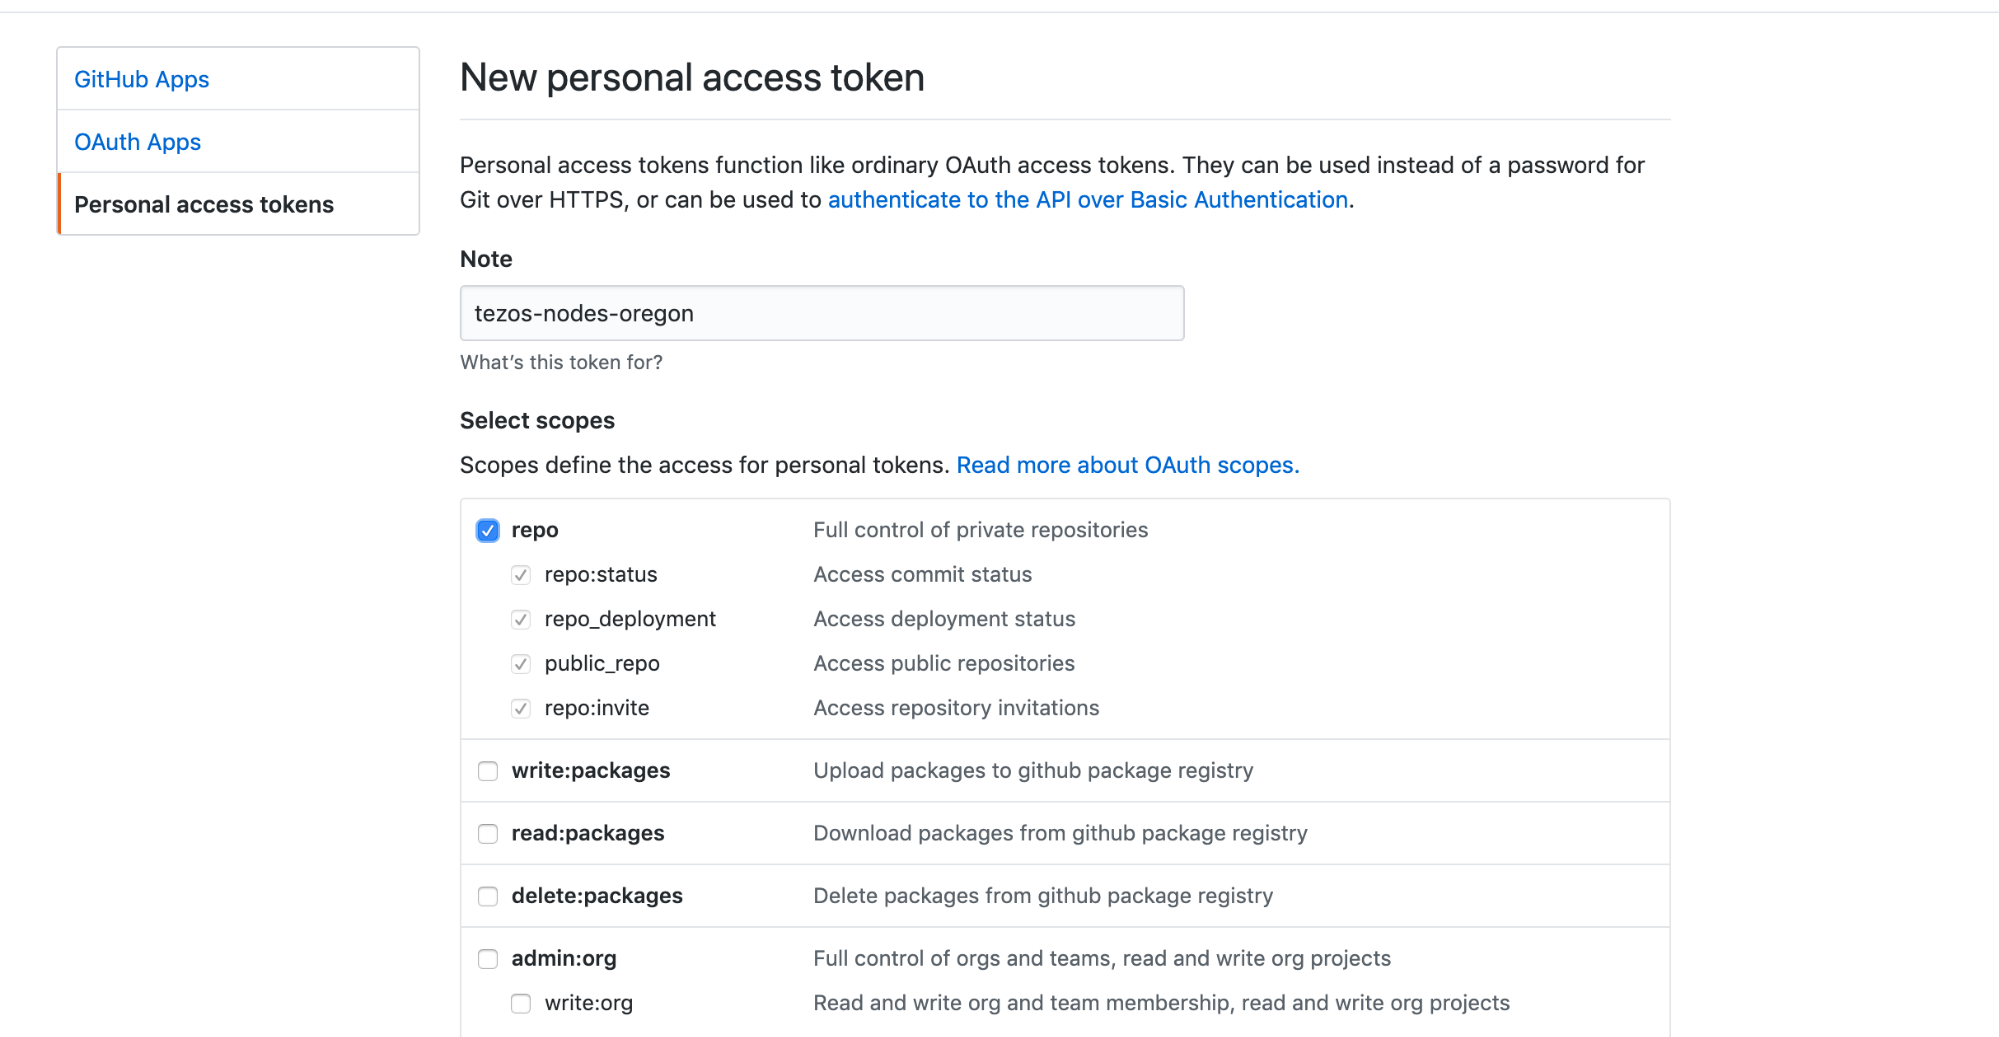 GitHub Apps
OAuth Apps
Personal access tokens
New personal access token
Personal access tokens function like ordinary OAuth access tokens. They can be used instead of a password for
Git over HTTPS, or can be used to authenticate to the API over Basic Authentication.
Note
tezos-nodes-oregon
What’s this token for?
Select scopes
Scopes define the access for personal tokens. Read more about OAuth scopes.
repo Full control of private repositories
repo:status Access commit status
repo_deployment Access deployment status
public_repo Access public repositories
repo:invite Access repository invitations
write:packages Upload packages to github package registry
read:packages Download packages from github package registry
delete:packages Delete packages from github package registry
admin:org Full control of orgs and teams, read and write org projects
write:org Read and write org and team membership, read and write org projects